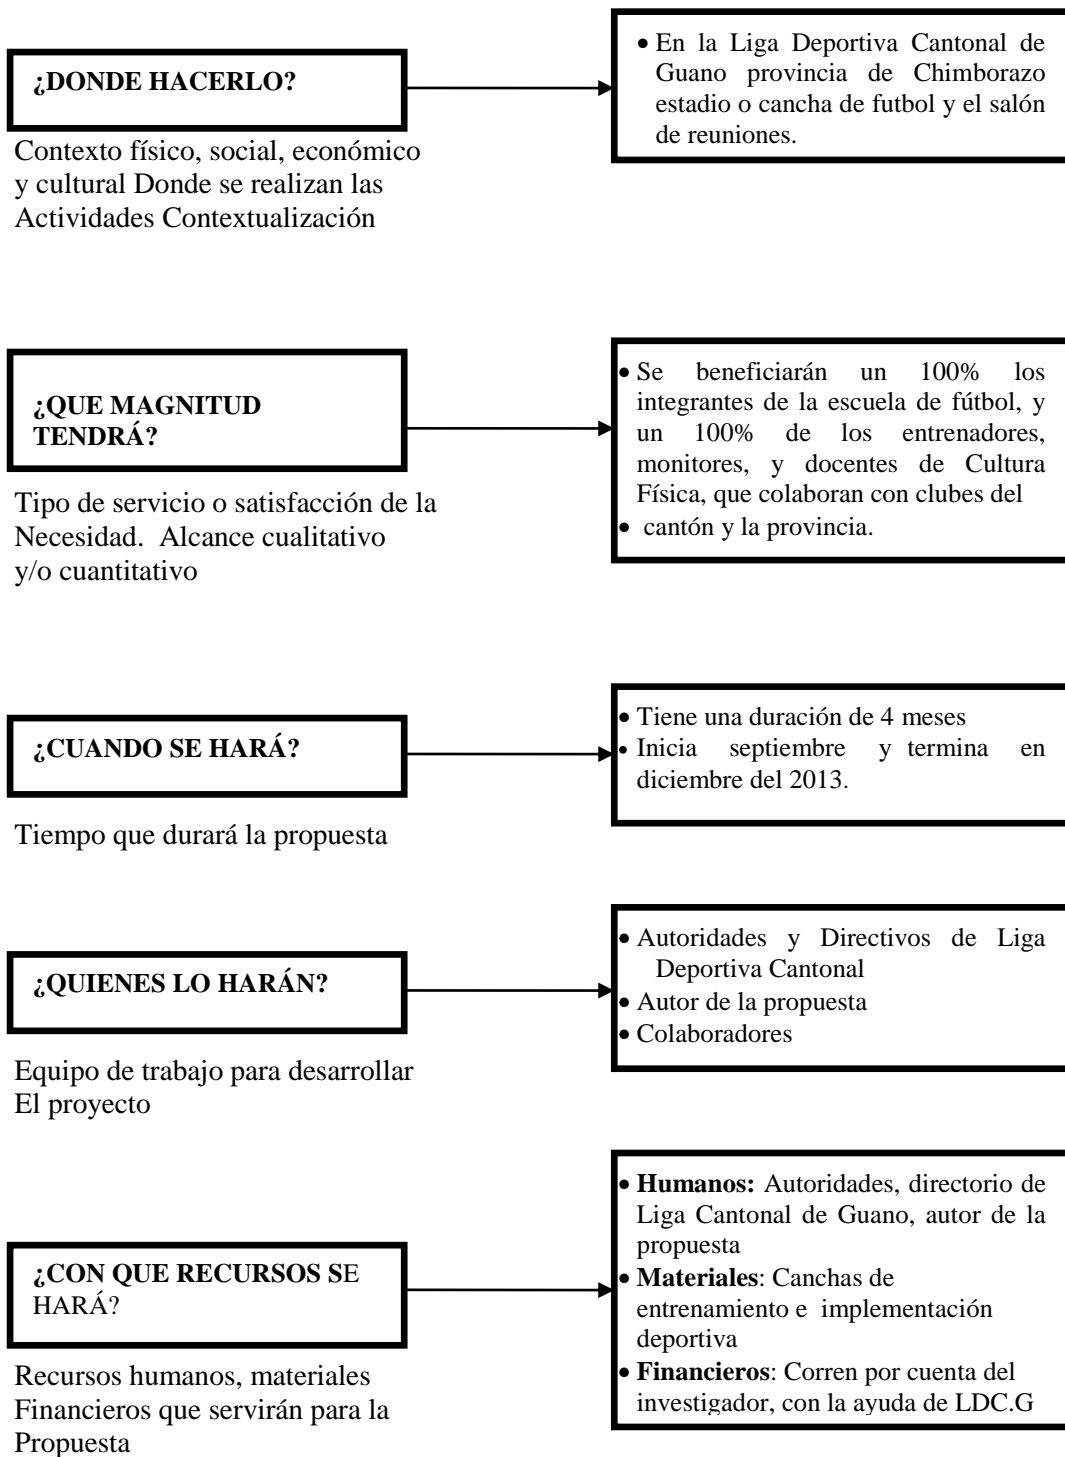 ¿DONDE HACERLO?
Contexto físico, social, económico
y cultural Donde se realizan las
Actividades Contextualización
• En la Liga Deportiva Cantonal de
Guano provincia de Chimborazo
estadio o cancha de futbol y el salón
de reuniones.
¿QUE MAGNITUD
TENDRÁ?
Tipo de servicio o satisfacción de la
Necesidad. Alcance cualitativo
y/o cuantitativo
• Se beneficiarán un 100% los
integrantes de la escuela de fútbol, y
un 100% de los entrenadores,
monitores, y docentes de Cultura
Física, que colaboran con clubes del
• cantón y la provincia.
¿CUANDO SE HARÁ?
Tiempo que durará la propuesta
• Tiene una duración de 4 meses
• Inicia septiembre y termina en
diciembre del 2013.
¿QUIENES LO HARÁN?
Equipo de trabajo para desarrollar
El proyecto
• Autoridades y Directivos de Liga
Deportiva Cantonal
• Autor de la propuesta
• Colaboradores
¿CON QUE RECURSOS SE
HARÁ?
Recursos humanos, materiales
Financieros que servirán para la
Propuesta
• Humanos: Autoridades, directorio de
Liga Cantonal de Guano, autor de la
propuesta
• Materiales: Canchas de
entrenamiento e implementación
deportiva
• Financieros: Corren por cuenta del
investigador, con la ayuda de LDC.G